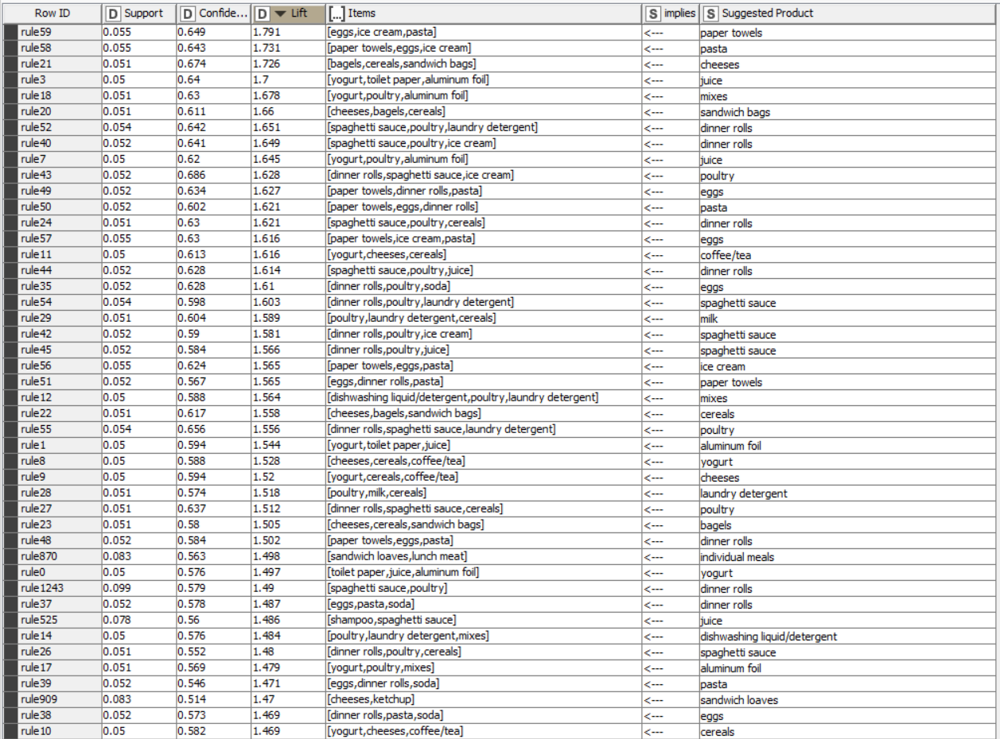 Row ID D Support D Confide... D Lift [...] Items S implies S Suggested Product
rule59 0.055 0.649 1.791 [eggs,ice cream,pasta] <--- paper towels
rule58 0.055 0.643 1.731 [paper towels,eggs,ice cream] <--- pasta
rule21 0.051 0.674 1.726 [bagels,cereals,sandwich bags] <--- cheeses
rule3 0.05 0.64 1.7 [yogurt,toilet paper,aluminum foil] <--- juice
rule18 0.051 0.63 1.678 [yogurt,poultry,aluminum foil] <--- mixes
rule20 0.051 0.611 1.66 [cheeses,bagels,cereals] <--- sandwich bags
rule52 0.054 0.642 1.651 [spaghetti sauce,poultry,laundry detergent] <--- dinner rolls
rule40 0.052 0.641 1.649 [spaghetti sauce,poultry,ice cream] <--- dinner rolls
rule7 0.05 0.62 1.645 [yogurt,poultry,aluminum foil] <--- juice
rule43 0.052 0.686 1.628 [dinner rolls,spaghetti sauce,ice cream] <--- poultry
rule49 0.052 0.634 1.627 [paper towels,dinner rolls,pasta] <--- eggs
rule50 0.052 0.602 1.621 [paper towels,eggs,dinner rolls] <--- pasta
rule24 0.051 0.63 1.621 [spaghetti sauce,poultry,cereals] <--- dinner rolls
rule57 0.055 0.63 1.616 [paper towels,ice cream,pasta] <--- eggs
rule11 0.05 0.613 1.616 [yogurt,cheeses,cereals] <--- coffee/tea
rule44 0.052 0.628 1.614 [spaghetti sauce,poultry,juice] <--- dinner rolls
rule35 0.052 0.628 1.61 [dinner rolls,poultry,soda] <--- eggs
rule54 0.054 0.598 1.603 [dinner rolls,poultry,laundry detergent] <--- spaghetti sauce
rule29 0.051 0.604 1.589 [poultry,laundry detergent,cereals] <--- milk
rule42 0.052 0.59 1.581 [dinner rolls,poultry,ice cream] <--- spaghetti sauce
rule45 0.052 0.584 1.566 [dinner rolls,poultry,juice] <--- spaghetti sauce
rule56 0.055 0.624 1.565 [paper towels,eggs,pasta] <--- ice cream
rule51 0.052 0.567 1.565 [eggs,dinner rolls,pasta] <--- paper towels
rule12 0.05 0.588 1.564 [dishwashing liquid/detergent,poultry,laundry detergent] <--- mixes
rule22 0.051 0.617 1.558 [cheeses,bagels,sandwich bags] <--- cereals
rule55 0.054 0.656 1.556 [dinner rolls,spaghetti sauce,laundry detergent] <--- poultry
rule1 0.05 0.594 1.544 [yogurt,toilet paper,juice] <--- aluminum foil
rule8 0.05 0.588 1.528 [cheeses,cereals,coffee/tea] <--- yogurt
rule9 0.05 0.594 1.52 [yogurt,cereals,coffee/tea] <--- cheeses
rule28 0.051 0.574 1.518 [poultry,milk,cereals] <--- laundry detergent
rule27 0.051 0.637 1.512 [dinner rolls,spaghetti sauce,cereals] <--- poultry
rule23 0.051 0.58 1.505 [cheeses,cereals,sandwich bags] <--- bagels
rule48 0.052 0.584 1.502 [paper towels,eggs,pasta] <--- dinner rolls
rule870 0.083 0.563 1.498 [sandwich loaves,lunch meat] <--- individual meals
rule0 0.05 0.576 1.497 [toilet paper,juice,aluminum foil] <--- yogurt
rule1243 0.099 0.579 1.49 [spaghetti sauce,poultry] <--- dinner rolls
rule37 0.052 0.578 1.487 [eggs,pasta,soda] <--- dinner rolls
rule525 0.078 0.56 1.486 [shampoo,spaghetti sauce] <--- juice
rule14 0.05 0.576 1.484 [poultry,laundry detergent,mixes] <--- dishwashing liquid/detergent
rule26 0.051 0.552 1.48 [dinner rolls,poultry,cereals] <--- spaghetti sauce
rule17 0.051 0.569 1.479 [yogurt,poultry,mixes] <--- aluminum foil
rule39 0.052 0.546 1.471 [eggs,dinner rolls,soda] <--- pasta
rule909 0.083 0.514 1.47 [cheeses,ketchup] <--- sandwich loaves
rule38 0.052 0.573 1.469 [dinner rolls,pasta,soda] <--- eggs
rule10 0.05 0.582 1.469 [yogurt,cheeses,coffee/tea] <--- cereals